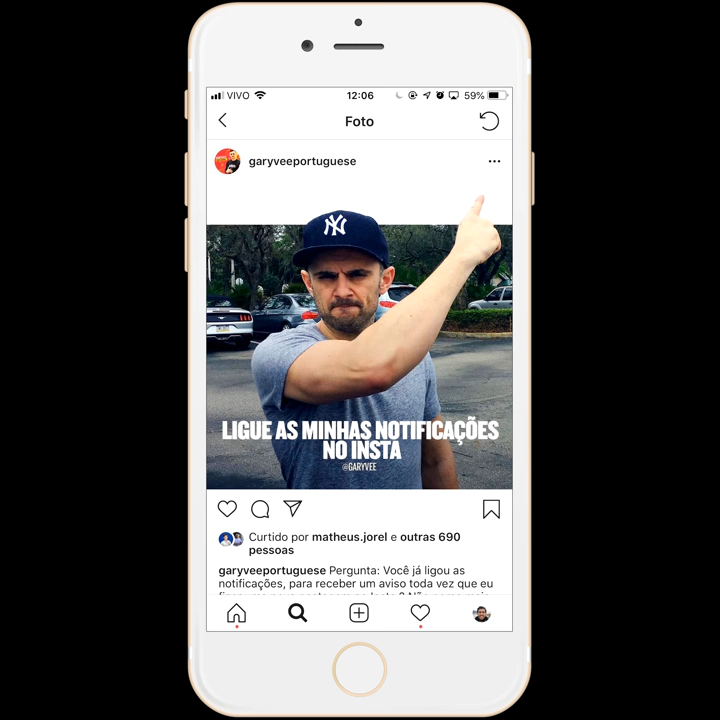 VIVO 12:06 59%
Foto
garyveeportuguese
NY
LIGUE AS MINHAS NOTIFICAÇÕES
NO INSTA
@GARYVEE
Curtido por matheus.jorel e outras 690
pessoas
garyveeportuguese Pergunta: Você já ligou as
notificações, para receber um aviso toda vez que eu